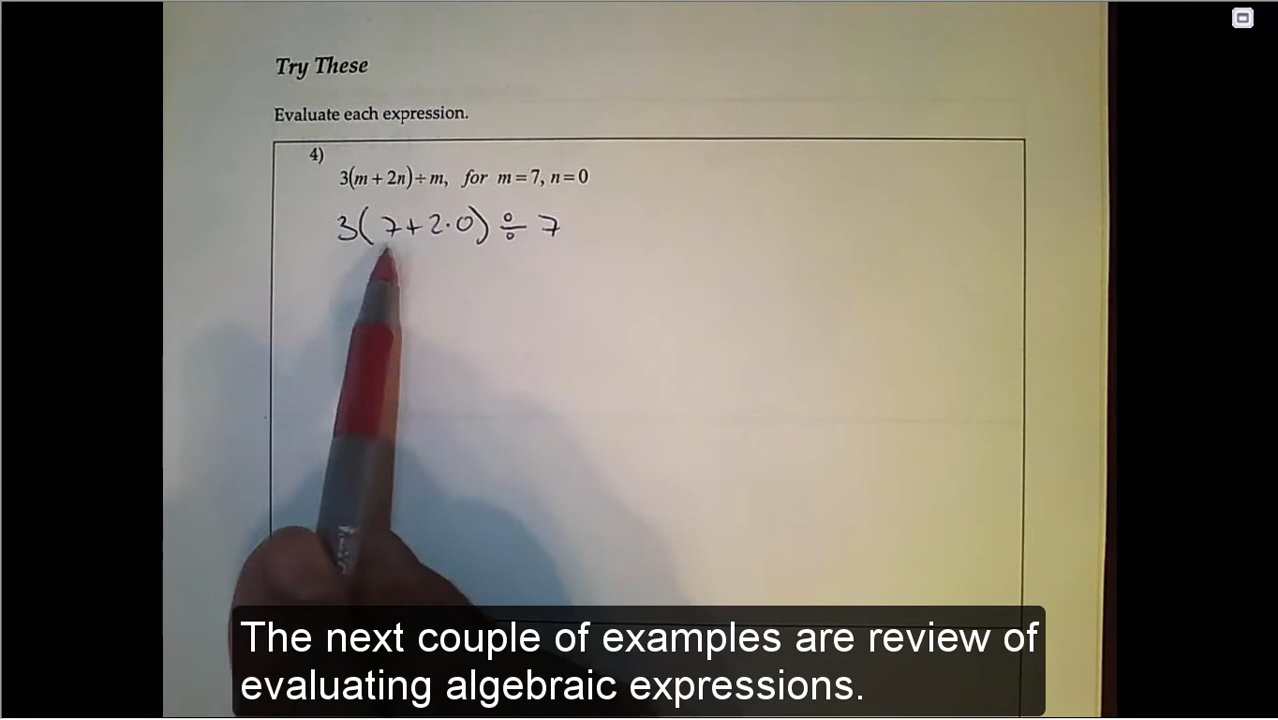 Try These
Evaluate each expression.
4)
3(m + 2n) ÷ m, for m = 7, n = 0
3( 7 + 2 · 0) ÷ 7
The next couple of examples are review of
evaluating algebraic expressions.